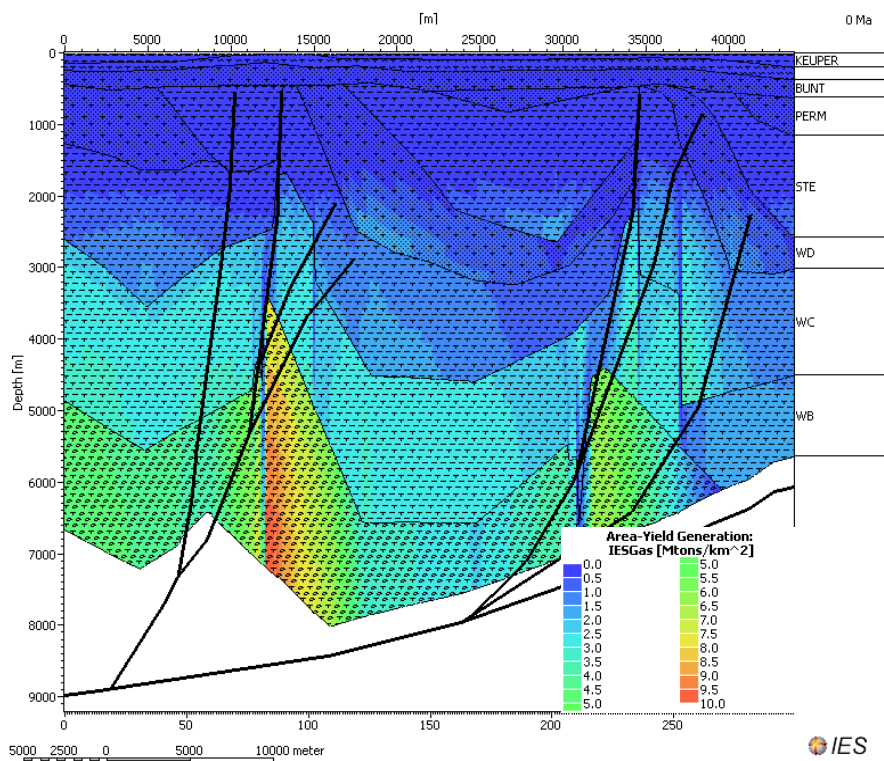 [m]
0 5000 10000 15000 20000 25000 30000 35000 40000 0 Ma
0 KEUPER
BUNT
1000 PERM
2000 STE
3000 WD
4000 WC
Depth [m]
5000 WB
6000
7000
8000
9000
Area-Yield Generation:
IESGas [Mtons/km^2]
0.0 5.0
0.5 5.5
1.0 6.0
1.5 6.5
2.0 7.0
2.5 7.5
3.0 8.0
3.5 8.5
4.0 9.0
4.5 9.5
5.0 10.0
0 50 100 150 200 250
5000 2500 0 5000 10000 meter
IES